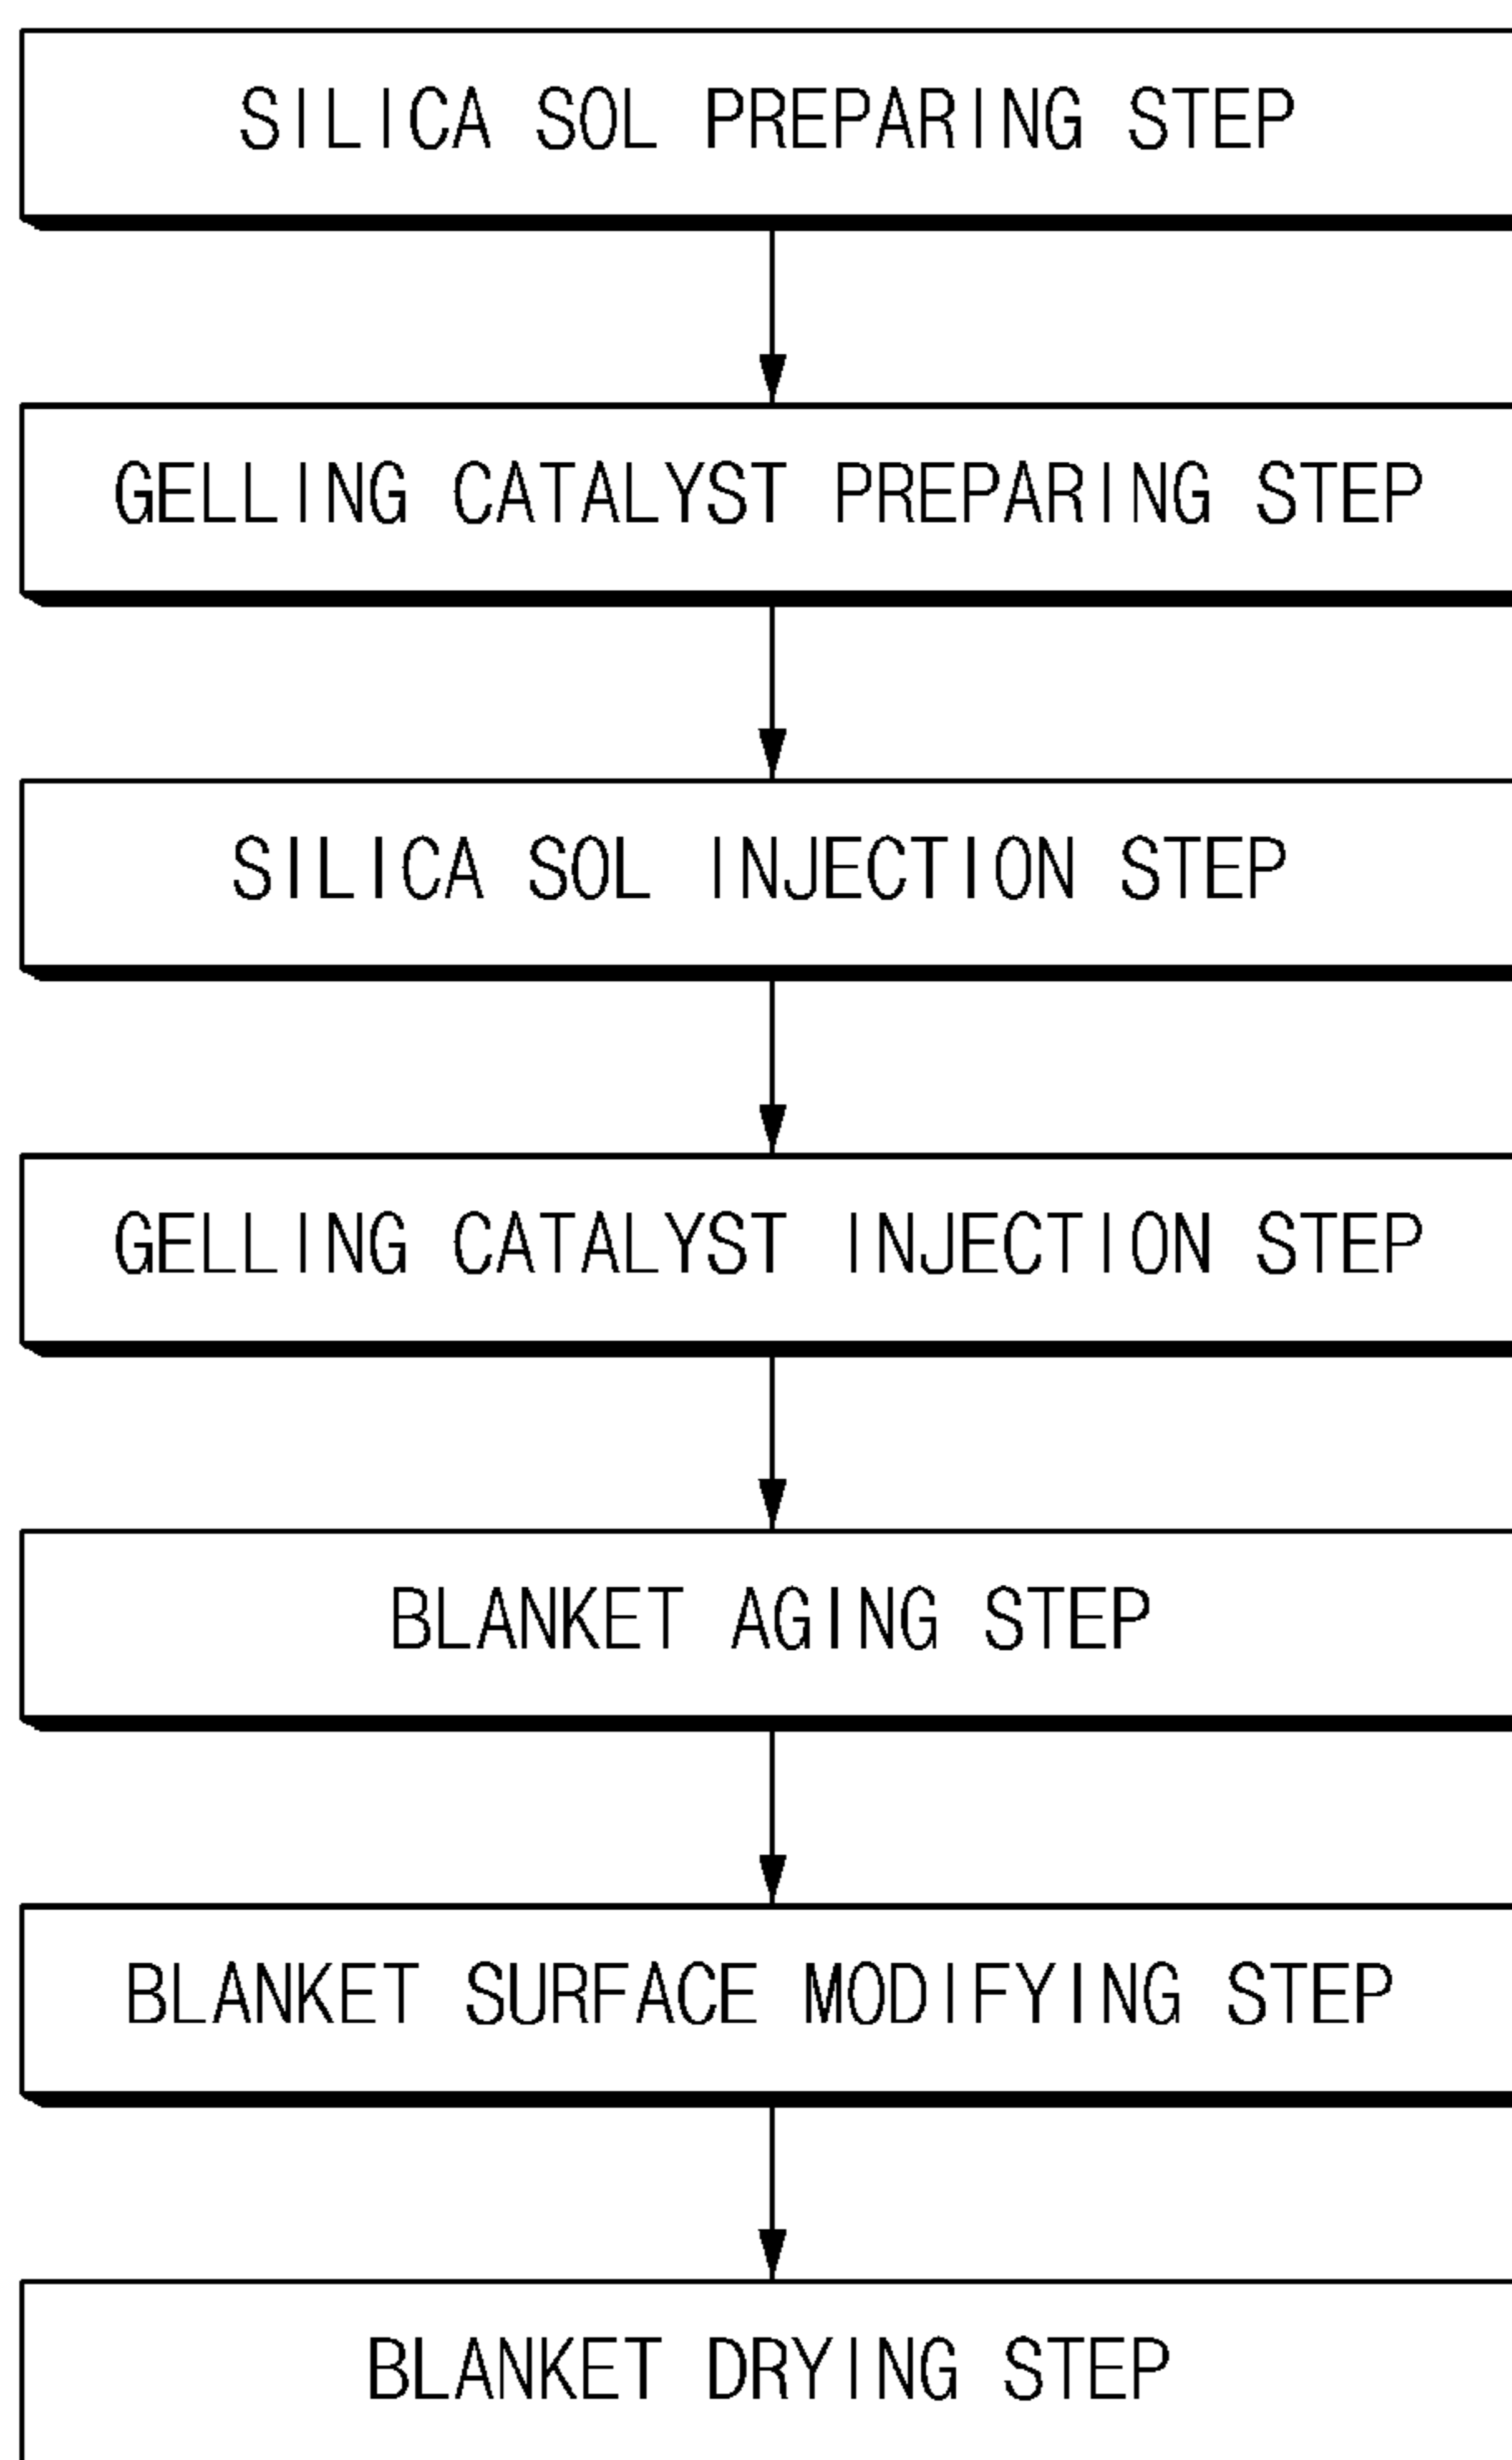 SILICA SOL PREPARING STEP
GELLING CATALYST PREPARING STEP
SILICA SOL INJECTION STEP
GELLING CATALYST INJECTION STEP
BLANKET AGING STEP
BLANKET SURFACE MODIFYING STEP
BLANKET DRYING STEP